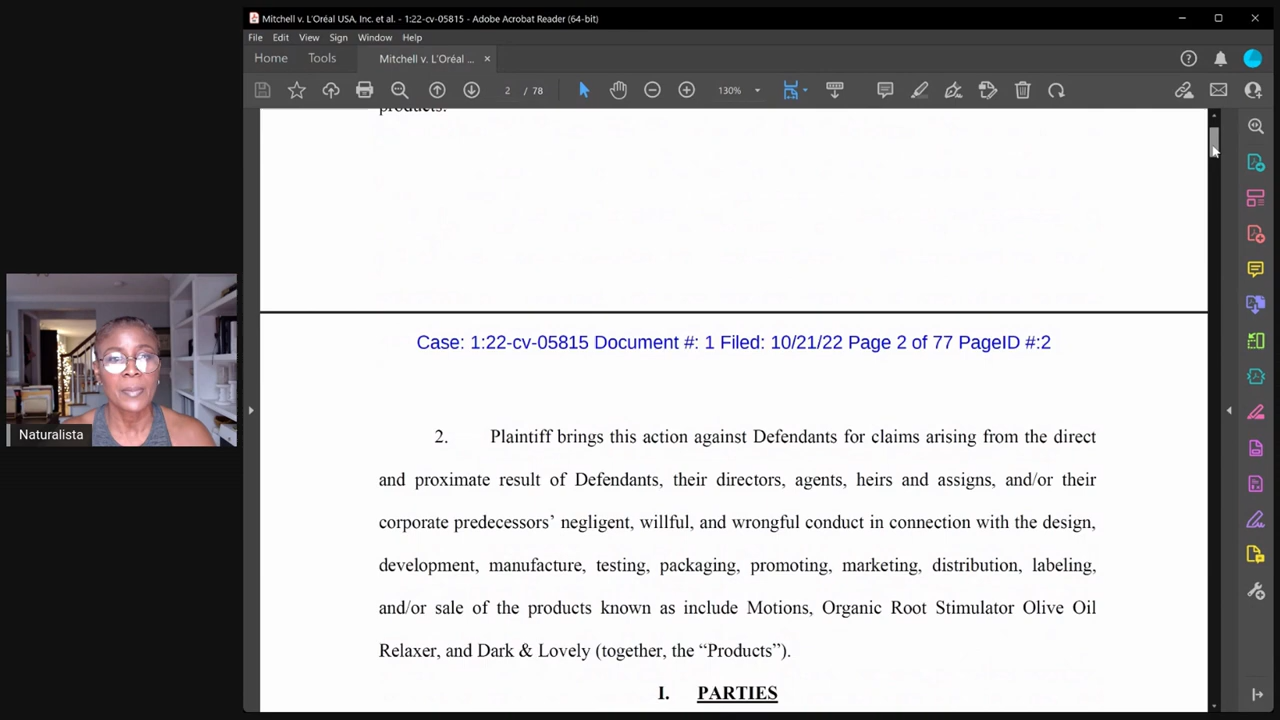 Mitchell v. L'Oréal USA, Inc. et al. - 1:22-cv-05815 - Adobe Acrobat Reader (64-bit)
File Edit View Sign Window Help
Home Tools Mitchell v. L'Oréal ... ×
2 / 78 130%
products.
Case: 1:22-cv-05815 Document #: 1 Filed: 10/21/22 Page 2 of 77 PageID #:2
2. Plaintiff brings this action against Defendants for claims arising from the direct
and proximate result of Defendants, their directors, agents, heirs and assigns, and/or their
corporate predecessors’ negligent, willful, and wrongful conduct in connection with the design,
development, manufacture, testing, packaging, promoting, marketing, distribution, labeling,
and/or sale of the products known as include Motions, Organic Root Stimulator Olive Oil
Relaxer, and Dark & Lovely (together, the “Products”).
I. PARTIES
Naturalista